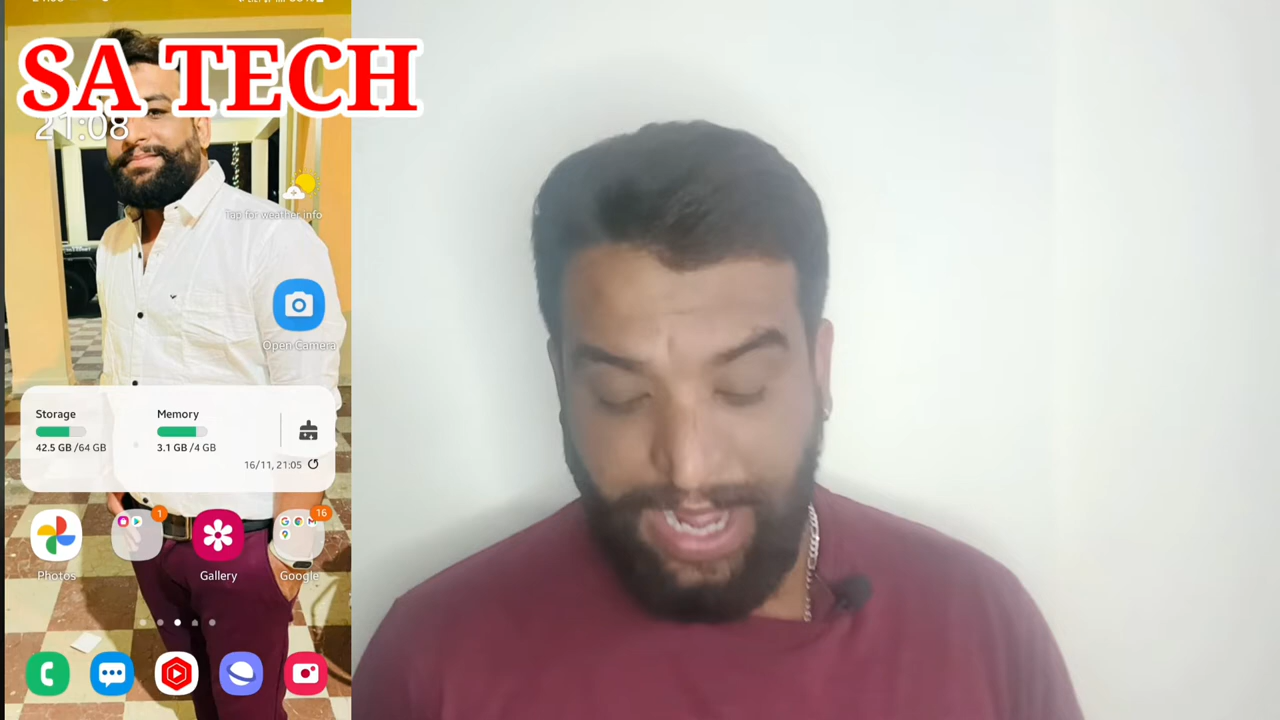 SA TECH
21:08
Tap for weather info
Open Camera
Storage
Memory
42.5 GB /64 GB
3.1 GB /4 GB
16/11, 21:05
1
16
Photos
Gallery
Google